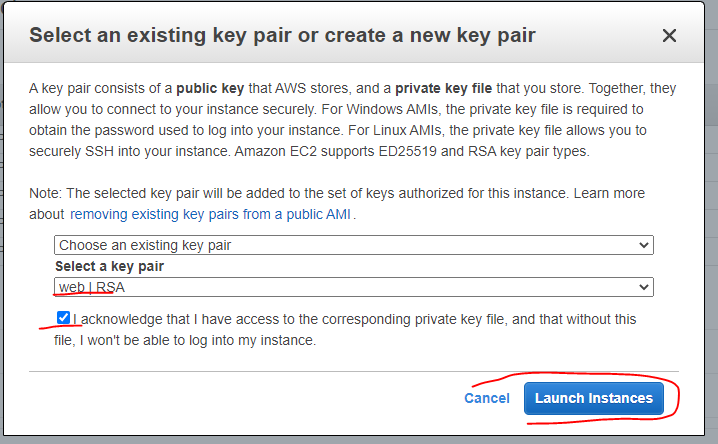 Select an existing key pair or create a new key pair
A key pair consists of a public key that AWS stores, and a private key file that you store. Together, they
allow you to connect to your instance securely. For Windows AMIs, the private key file is required to
obtain the password used to log into your instance. For Linux AMIs, the private key file allows you to
securely SSH into your instance. Amazon EC2 supports ED25519 and RSA key pair types.
Note: The selected key pair will be added to the set of keys authorized for this instance. Learn more
about removing existing key pairs from a public AMI.
Choose an existing key pair
Select a key pair
web | RSA
I acknowledge that I have access to the corresponding private key file, and that without this
file, I won't be able to log into my instance.
Cancel Launch Instances